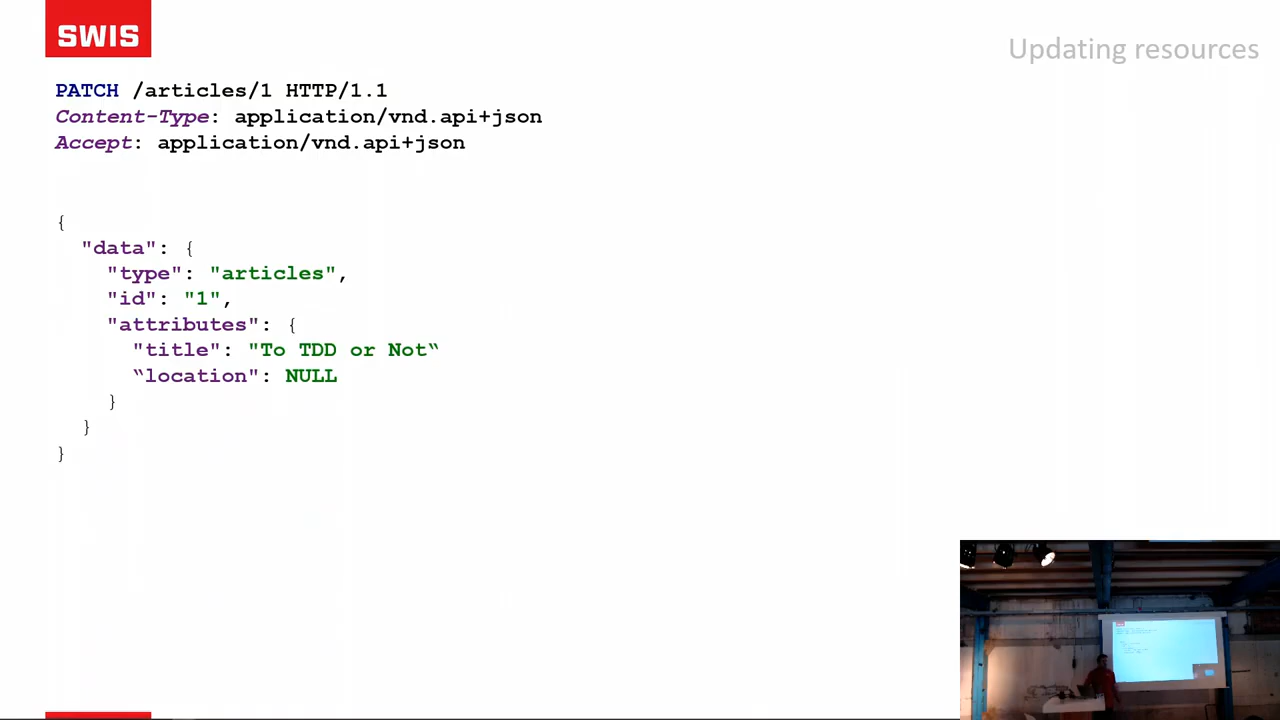 SWIS
Updating resources
PATCH /articles/1 HTTP/1.1
Content-Type: application/vnd.api+json
Accept: application/vnd.api+json
{
"data": {
"type": "articles",
"id": "1",
"attributes": {
"title": "To TDD or Not“
“location": NULL
}
}
}